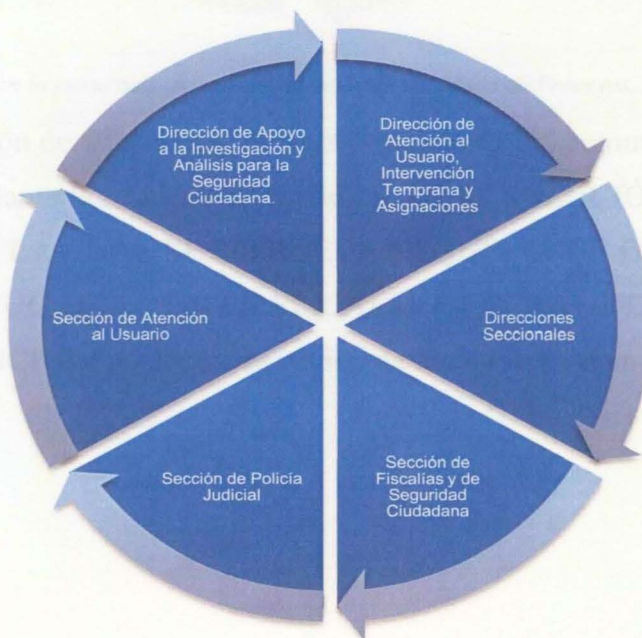 Dirección de Apoyo
a la Investigación y
Análisis para la
Seguridad
Ciudadana.
Dirección de
Atención al
Usuario,
Intervención
Temprana y
Asignaciones
Direcciones
Seccionales
Sección de
Fiscalías y de
Seguridad
Ciudadana
Sección de Policía
Judicial
Sección de Atención
al Usuario